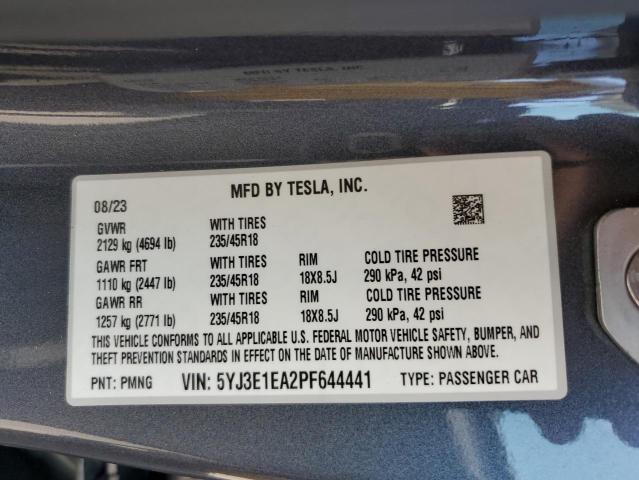 MFD BY TESLA, INC.
08/23
GVWR WITH TIRES
2129 kg (4694 lb) 235/45R18
GAWR FRT WITH TIRES RIM COLD TIRE PRESSURE
1110 kg (2447 lb) 235/45R18 18X8.5J 290 kPa, 42 psi
GAWR RR WITH TIRES RIM COLD TIRE PRESSURE
1257 kg (2771 lb) 235/45R18 18X8.5J 290 kPa, 42 psi
THIS VEHICLE CONFORMS TO ALL APPLICABLE U.S. FEDERAL MOTOR VEHICLE SAFETY, BUMPER, AND
THEFT PREVENTION STANDARDS IN EFFECT ON THE DATE OF MANUFACTURE SHOWN ABOVE.
PNT: PMNG VIN: 5YJ3E1EA2PF644441 TYPE: PASSENGER CAR